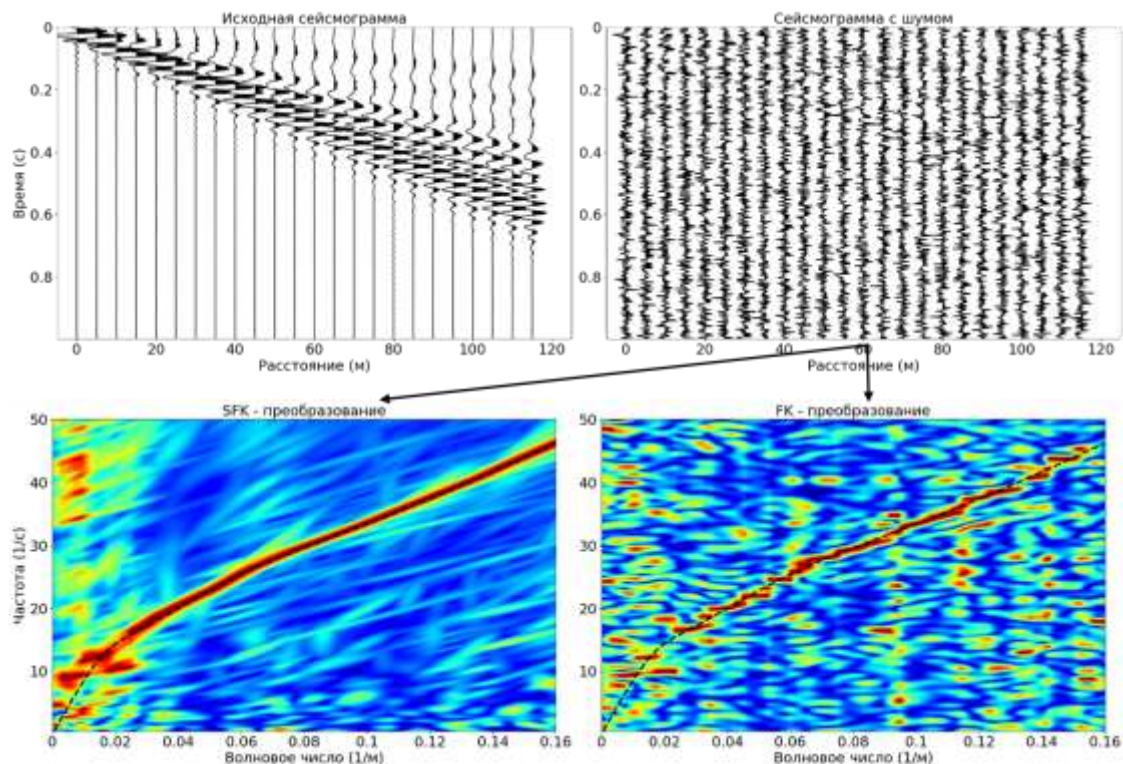 Исходная сейсмограмма
Сейсмограмма с шумом
0
0.2
0.4
0.6
0.8
Время (с)
0 20 40 60 80 100 120
Расстояние (м)
0
0.2
0.4
0.6
0.8
0 20 40 60 80 100 120
Расстояние (м)
SFK - преобразование
FK - преобразование
50
40
30
20
10
Частота (1/с)
0 0.02 0.04 0.06 0.08 0.1 0.12 0.14 0.16
Волновое число (1/м)
50
40
30
20
10
0 0.02 0.04 0.06 0.08 0.1 0.12 0.14 0.16
Волновое число (1/м)